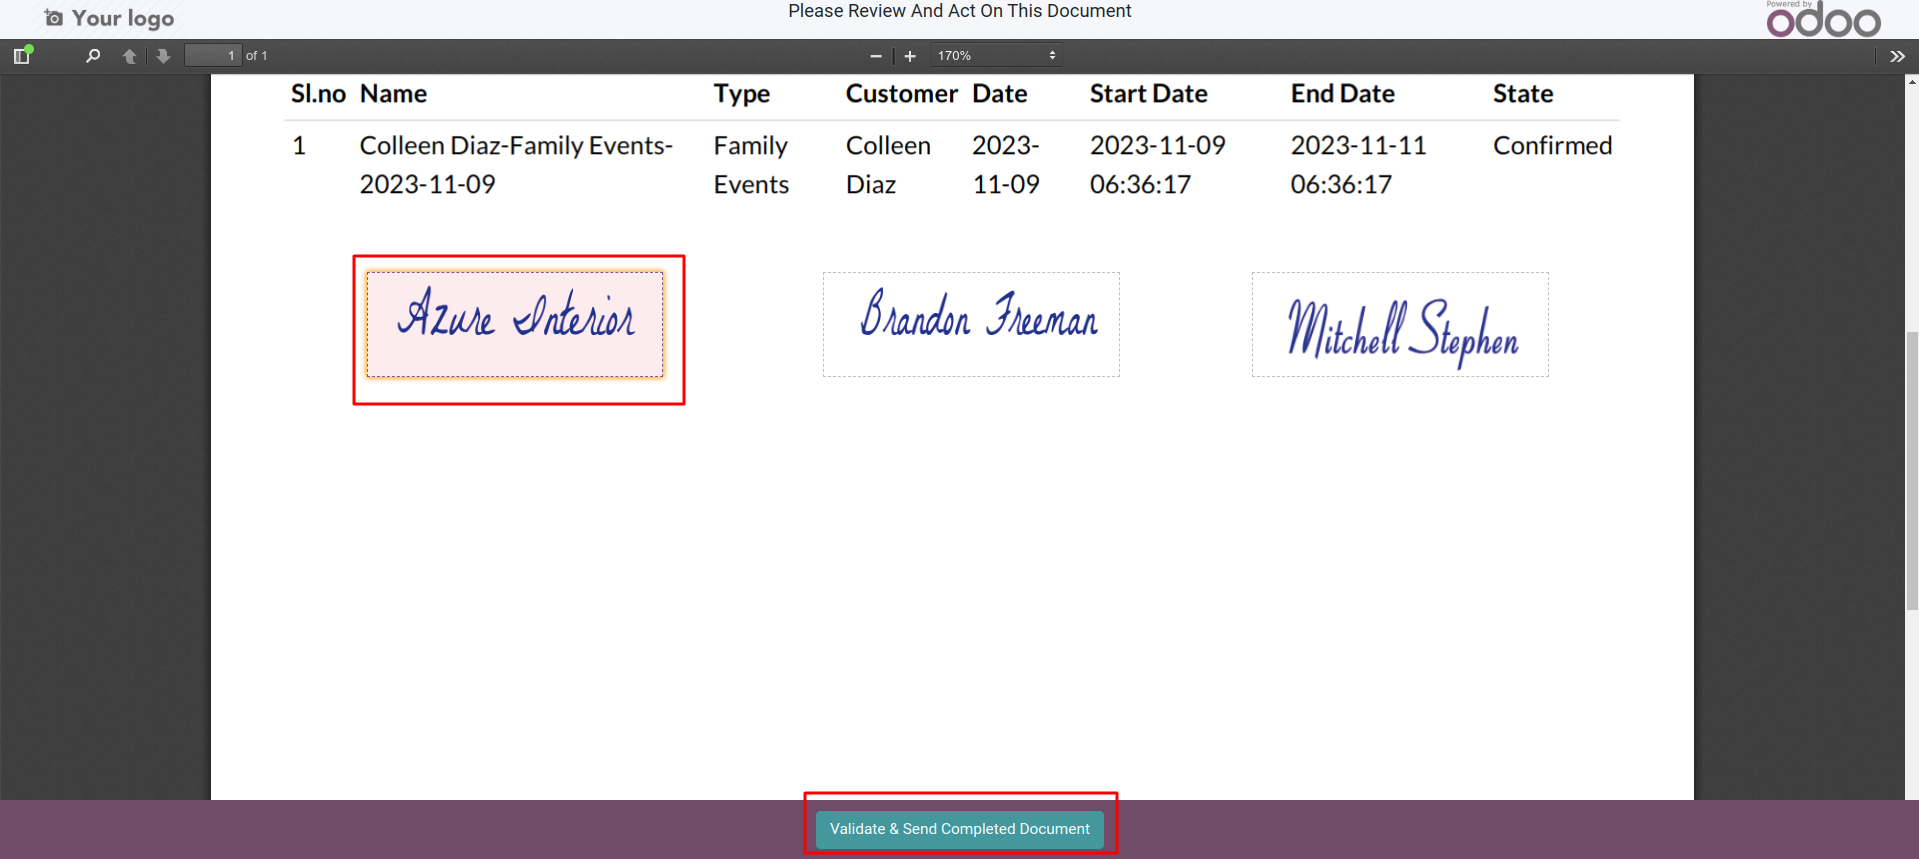 Your logo
Please Review And Act On This Document
Powered by
odoo
1 of 1
170%
Sl.no Name Type Customer Date Start Date End Date State
1 Colleen Diaz-Family Events- Family Colleen 2023- 2023-11-09 2023-11-11 Confirmed
2023-11-09 Events Diaz 11-09 06:36:17 06:36:17
Azure Interior Brandon Freeman Mitchell Stephen
Validate & Send Completed Document